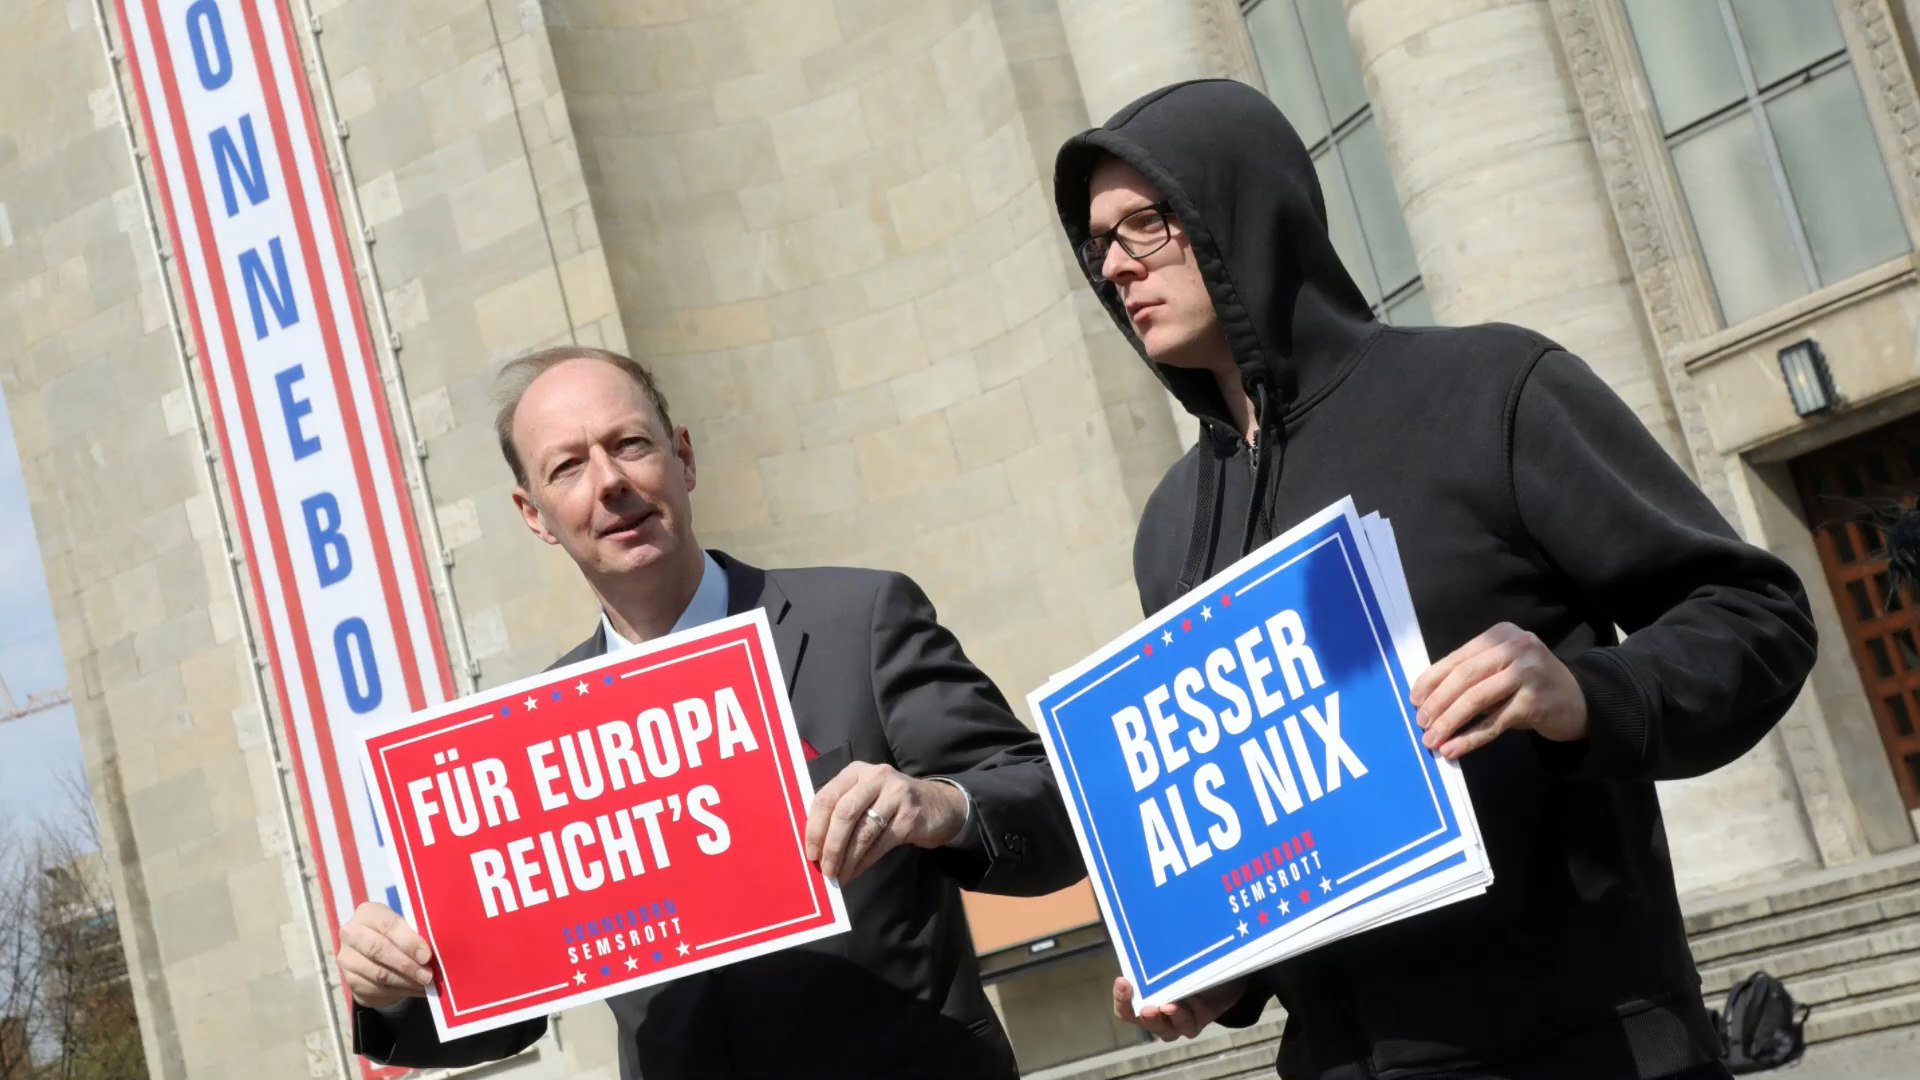 ONNEBO
FÜR EUROPA
REICHT'S
SONNEBORN
SEMSROTT
BESSER
ALS NIX
SONNEBORN
SEMSROTT